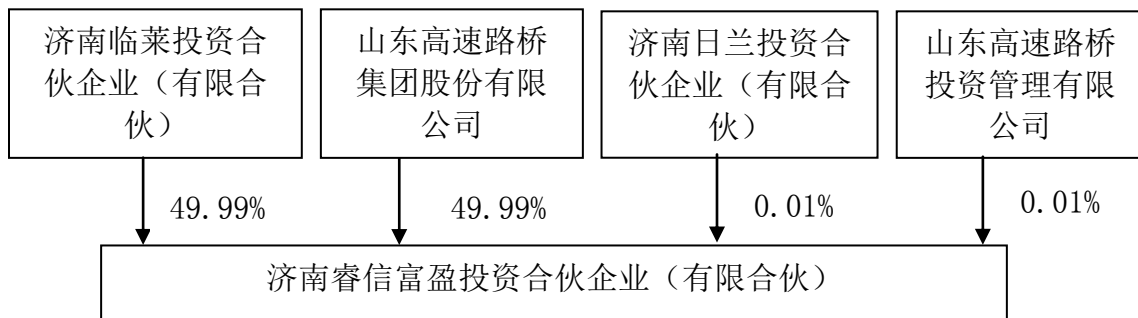 济南临莱投资合
伙企业（有限合
伙）
山东高速路桥
集团股份有限
公司
济南日兰投资合
伙企业（有限合
伙）
山东高速路桥
投资管理有限
公司
49.99%
49.99%
0.01%
0.01%
济南睿信富盈投资合伙企业（有限合伙）